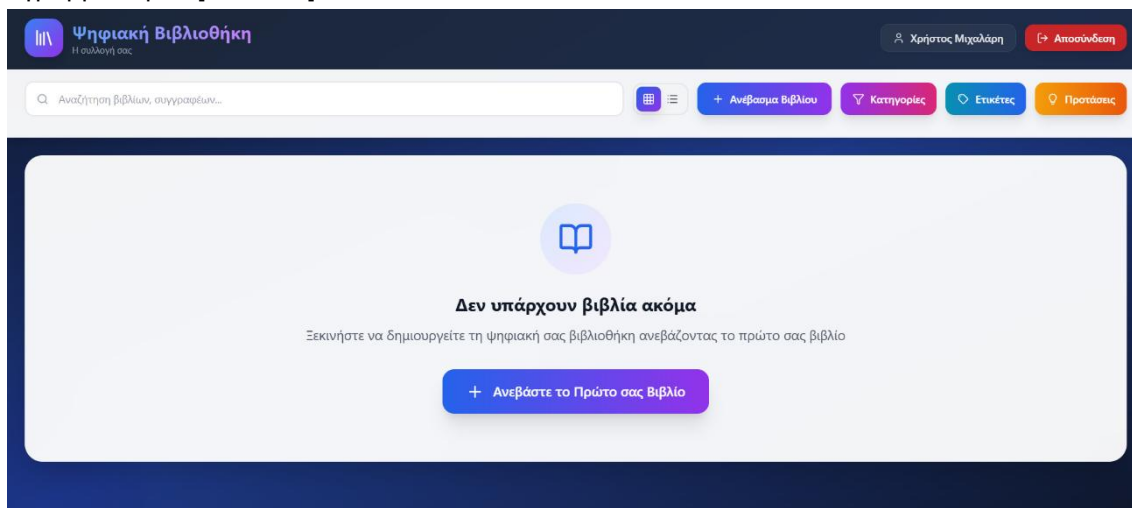 Ψηφιακή Βιβλιοθήκη
Η συλλογή σας
Χρήστος Μιχαλάρη
Αποσύνδεση
Αναζήτηση βιβλίων, συγγραφέων...
Ανέβασμα Βιβλίου
Κατηγορίες
Ετικέτες
Προτάσεις
Δεν υπάρχουν βιβλία ακόμα
Ξεκινήστε να δημιουργείτε τη ψηφιακή σας βιβλιοθήκη ανεβάζοντας το πρώτο σας βιβλίο
Ανεβάστε το Πρώτο σας Βιβλίο